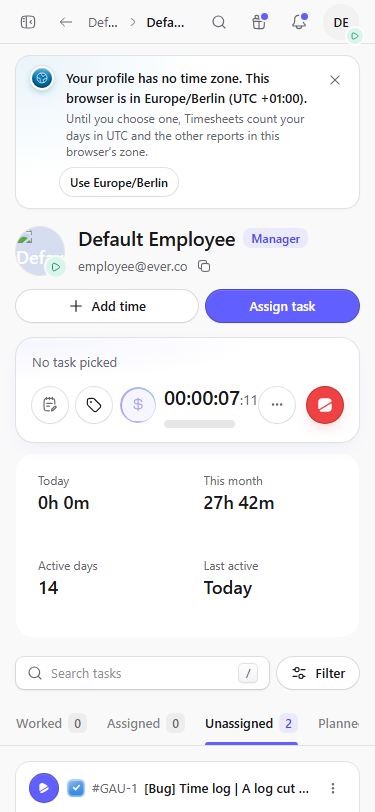 Def... Defa... DE
Your profile has no time zone. This
browser is in Europe/Berlin (UTC +01:00).
Until you choose one, Timesheets count your
days in UTC and the other reports in this
browser's zone.
Use Europe/Berlin
Default Employee Manager
employee@ever.co
Add time Assign task
No task picked
$ 00:00:07:11
Today This month
0h 0m 27h 42m
Active days Last active
14 Today
Search tasks / Filter
Worked 0 Assigned 0 Unassigned 2 Planne
#GAU-1 [Bug] Time log | A log cut ...